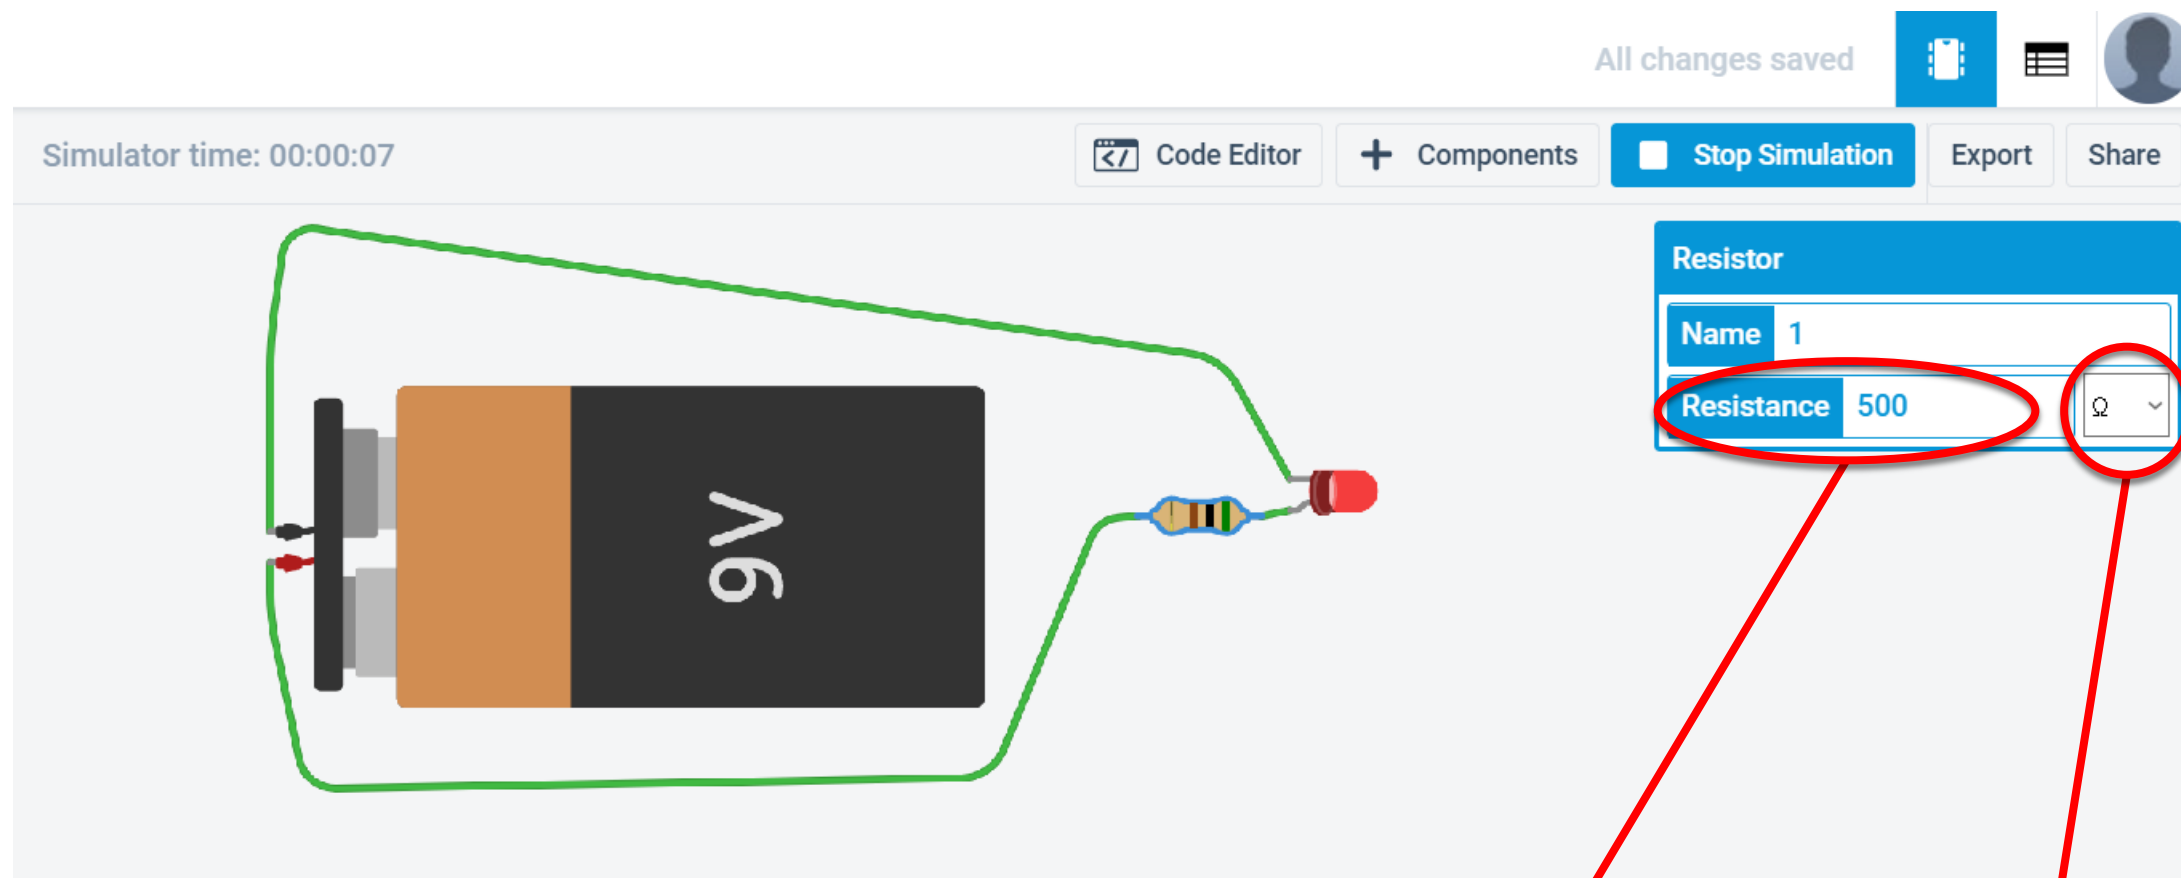 All changes saved
Simulator time: 00:00:07
Code Editor
Components
Stop Simulation
Export
Share
Resistor
Name 1
Resistance 500 Ω
9V